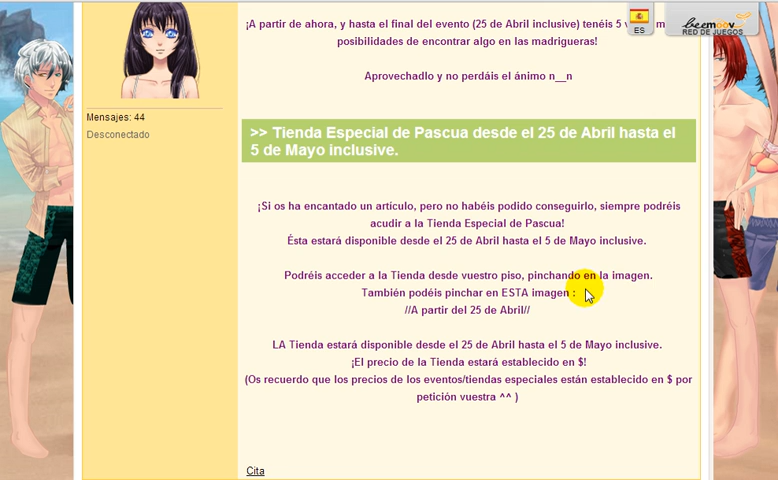 ¡A partir de ahora, y hasta el final del evento (25 de Abril inclusive) tenéis 5
posibilidades de encontrar algo en las madrigueras!
ES
beemoov
RED DE JUEGOS
Aprovechadlo y no perdáis el ánimo n__n
Mensajes: 44
Desconectado
>> Tienda Especial de Pascua desde el 25 de Abril hasta el
5 de Mayo inclusive.
¡Si os ha encantado un artículo, pero no habéis podido conseguirlo, siempre podréis
acudir a la Tienda Especial de Pascua!
Ésta estará disponible desde el 25 de Abril hasta el 5 de Mayo inclusive.
Podréis acceder a la Tienda desde vuestro piso, pinchando en la imagen.
También podéis pinchar en ESTA imagen :
//A partir del 25 de Abril//
LA Tienda estará disponible desde el 25 de Abril hasta el 5 de Mayo inclusive.
¡El precio de la Tienda estará establecido en $!
(Os recuerdo que los precios de los eventos/tiendas especiales están establecido en $ por
petición vuestra ^^ )
Cita